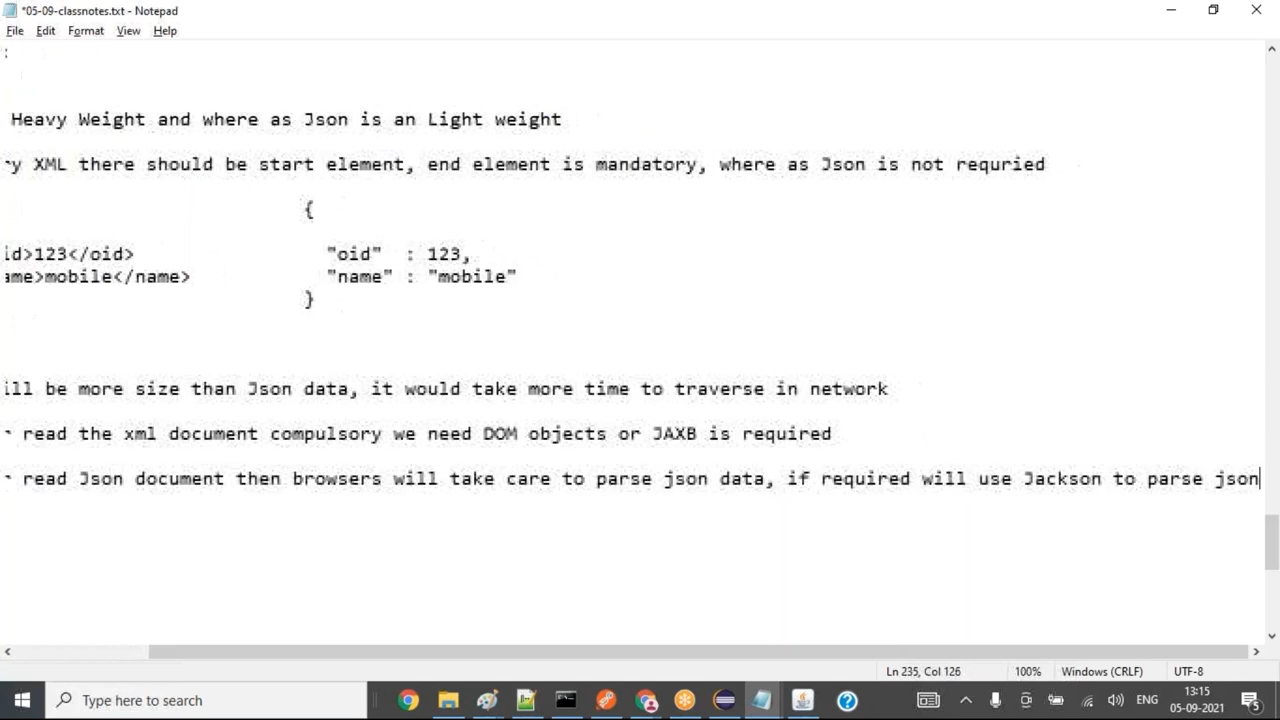 *05-09-classnotes.txt - Notepad
File Edit Format View Help
:
Heavy Weight and where as Json is an Light weight
y XML there should be start element, end element is mandatory, where as Json is not requried
{
id>123</oid> "oid" : 123,
ame>mobile</name> "name" : "mobile"
}
ill be more size than Json data, it would take more time to traverse in network
read the xml document compulsory we need DOM objects or JAXB is required
read Json document then browsers will take care to parse json data, if required will use Jackson to parse json
Ln 235, Col 126 100% Windows (CRLF) UTF-8
Type here to search
ENG
13:15
05-09-2021
5